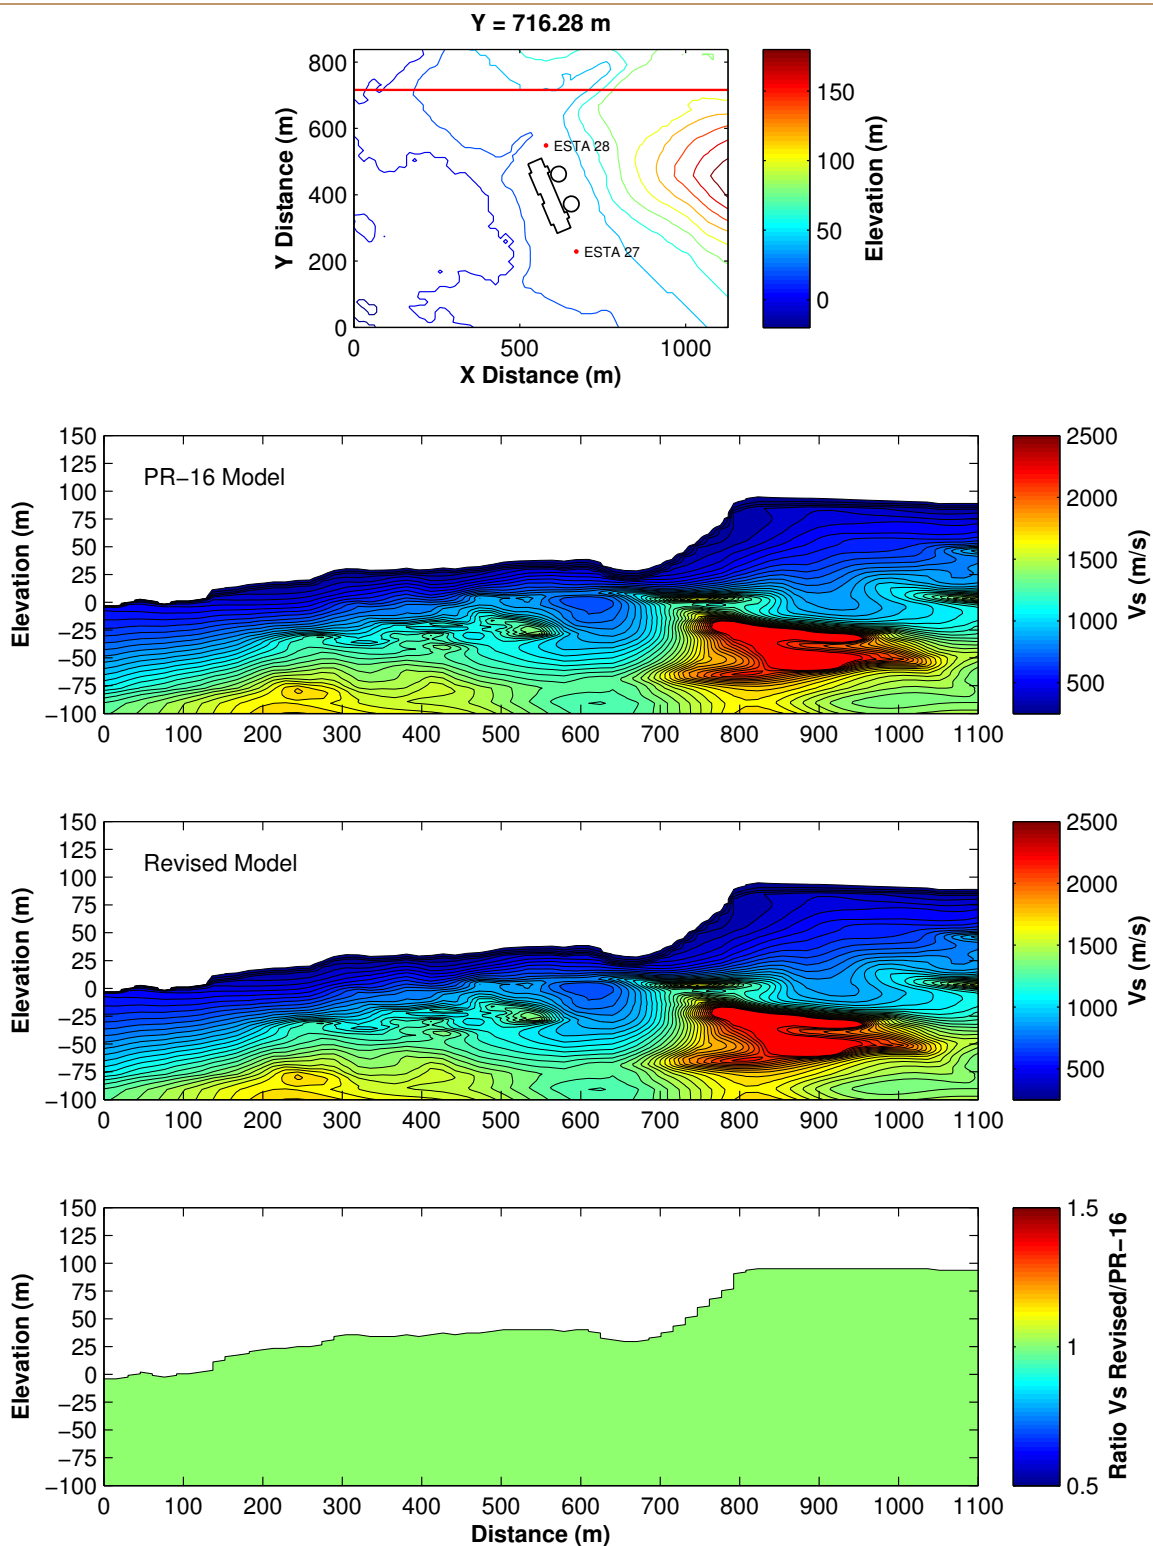 Y = 716.28 m
800
600
400
200
0
Y Distance (m)
0 500 1000
X Distance (m)
ESTA 28
ESTA 27
150
100
50
0
Elevation (m)
150
125
100
75
50
25
0
−25
−50
−75
−100
Elevation (m)
PR−16 Model
0 100 200 300 400 500 600 700 800 900 1000 1100
2500
2000
1500
1000
500
Vs (m/s)
150
125
100
75
50
25
0
−25
−50
−75
−100
Elevation (m)
Revised Model
0 100 200 300 400 500 600 700 800 900 1000 1100
2500
2000
1500
1000
500
Vs (m/s)
150
125
100
75
50
25
0
−25
−50
−75
−100
Elevation (m)
0 100 200 300 400 500 600 700 800 900 1000 1100
Distance (m)
1.5
1
0.5
Ratio Vs Revised/PR−16